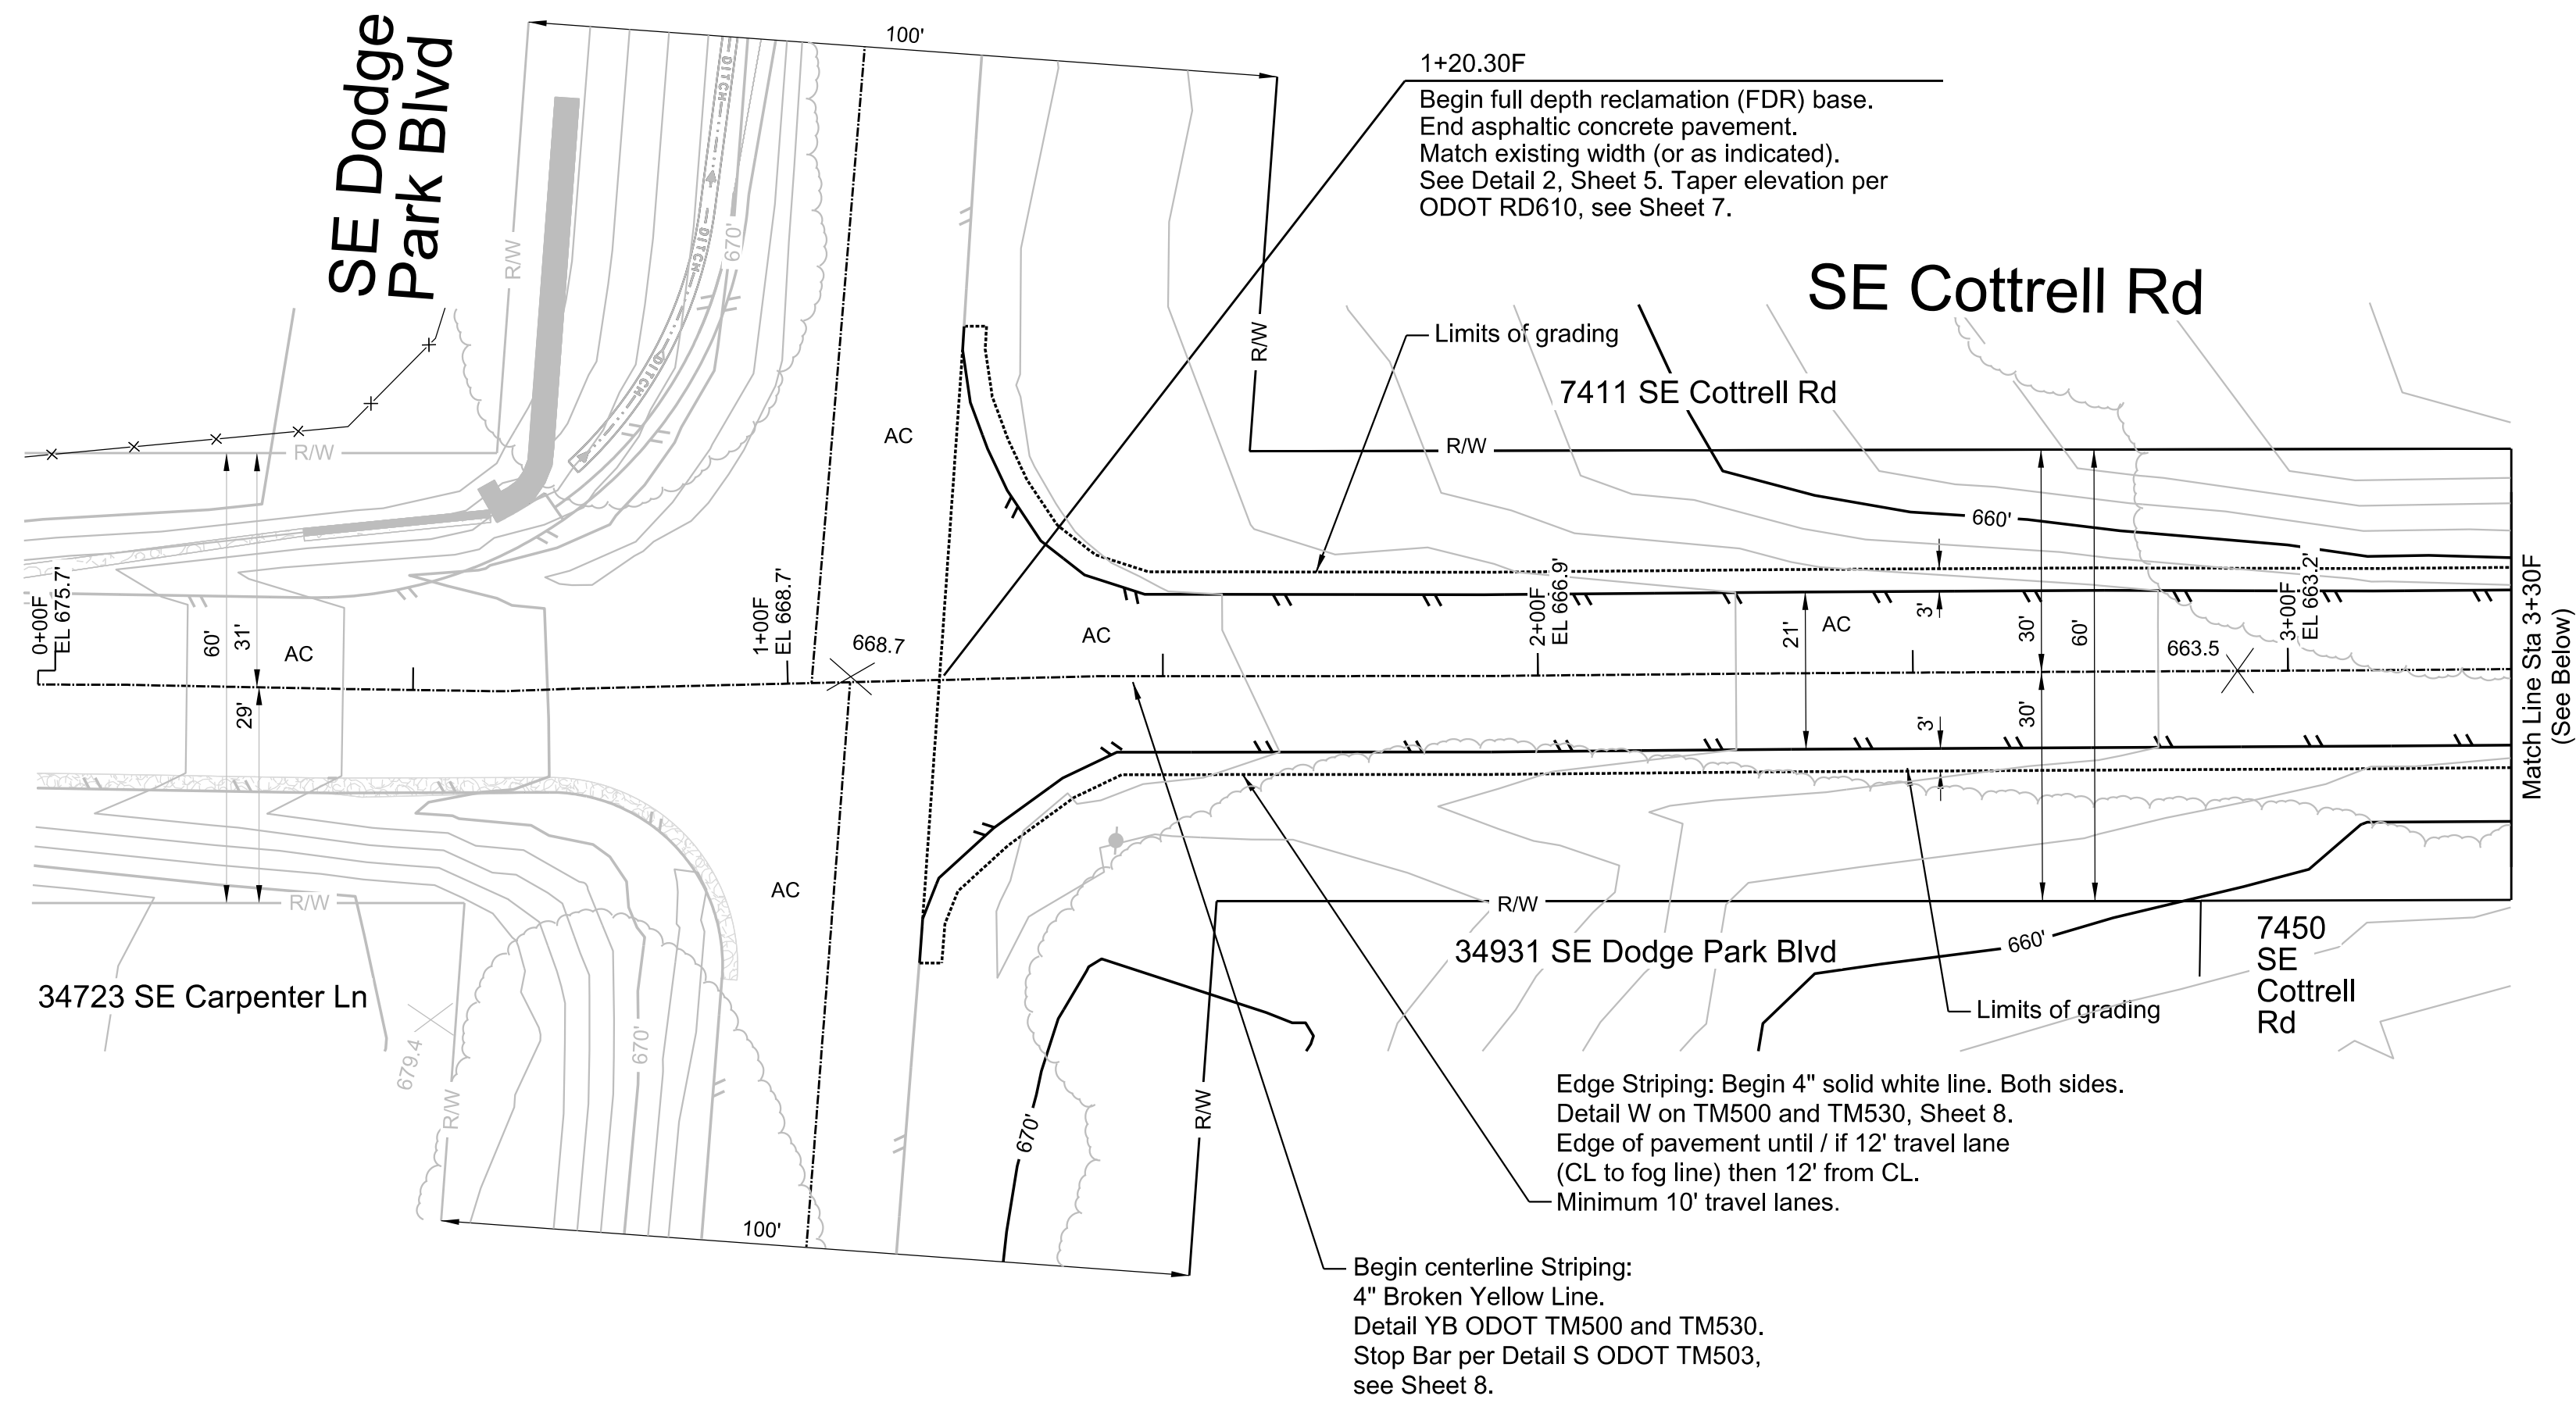 SE Dodge
Park Blvd
100'
1+20.30F
Begin full depth reclamation (FDR) base.
End asphaltic concrete pavement.
Match existing width (or as indicated).
See Detail 2, Sheet 5. Taper elevation per
ODOT RD610, see Sheet 7.
SE Cottrell Rd
DITCH
DITCH
DITCH
DITCH
670'
R/W
R/W
Limits of grading
7411 SE Cottrell Rd
R/W
R/W
AC
660'
0+00F
EL 675.7'
60'
31'
29'
AC
1+00F
EL 668.7'
668.7
AC
2+00F
EL 666.9'
21'
AC
3'
3'
30'
30'
60'
663.5
3+00F
EL 663.2'
Match Line Sta 3+30F
(See Below)
AC
R/W
R/W
34723 SE Carpenter Ln
679.4
R/W
670'
670'
R/W
100'
34931 SE Dodge Park Blvd
660'
7450
SE
Cottrell
Rd
Limits of grading
Edge Striping: Begin 4" solid white line. Both sides.
Detail W on TM500 and TM530, Sheet 8.
Edge of pavement until / if 12' travel lane
(CL to fog line) then 12' from CL.
Minimum 10' travel lanes.
Begin centerline Striping:
4" Broken Yellow Line.
Detail YB ODOT TM500 and TM530.
Stop Bar per Detail S ODOT TM503,
see Sheet 8.